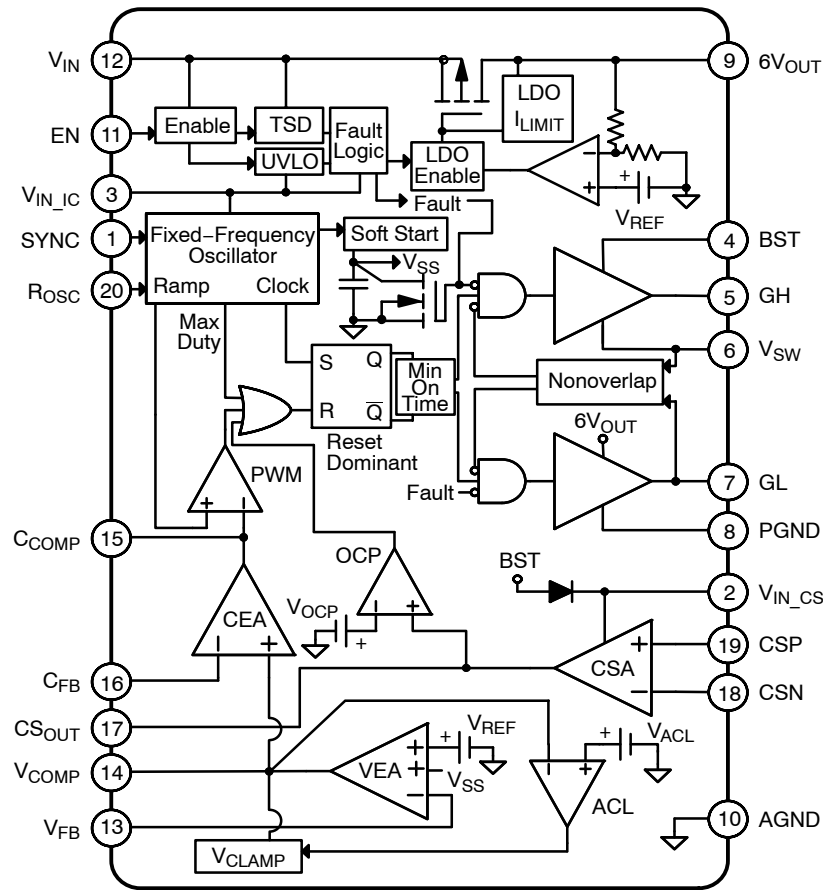 V_IN 12
9 6V_OUT
LDO
I_LIMIT
EN 11
Enable
TSD
Fault
Logic
UVLO
LDO
Enable
−
+
+
V_REF
V_IN_IC 3
Fault
SYNC 1
Fixed−Frequency
Oscillator
Ramp Clock
Soft Start
V_SS
4 BST
R_OSC 20
5 GH
Max
Duty
6 V_SW
S Q
R Q̅
Min
On
Time
Nonoverlap
Reset
Dominant
6V_OUT
PWM
+ −
Fault
7 GL
8 PGND
C_COMP 15
OCP
BST
2 V_IN_CS
V_OCP
+
− +
CEA
− +
CSA
+
−
19 CSP
18 CSN
C_FB 16
CS_OUT 17
V_COMP 14
VEA
+
+
−
+
V_REF
V_SS
− +
+
V_ACL
ACL
V_FB 13
V_CLAMP
10 AGND